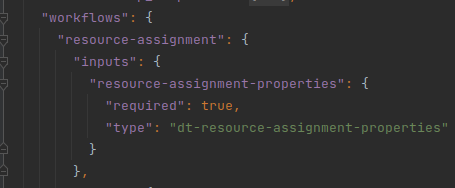 "workflows": {
"resource-assignment": {
"inputs": {
"resource-assignment-properties": {
"required": true,
"type": "dt-resource-assignment-properties"
}
},